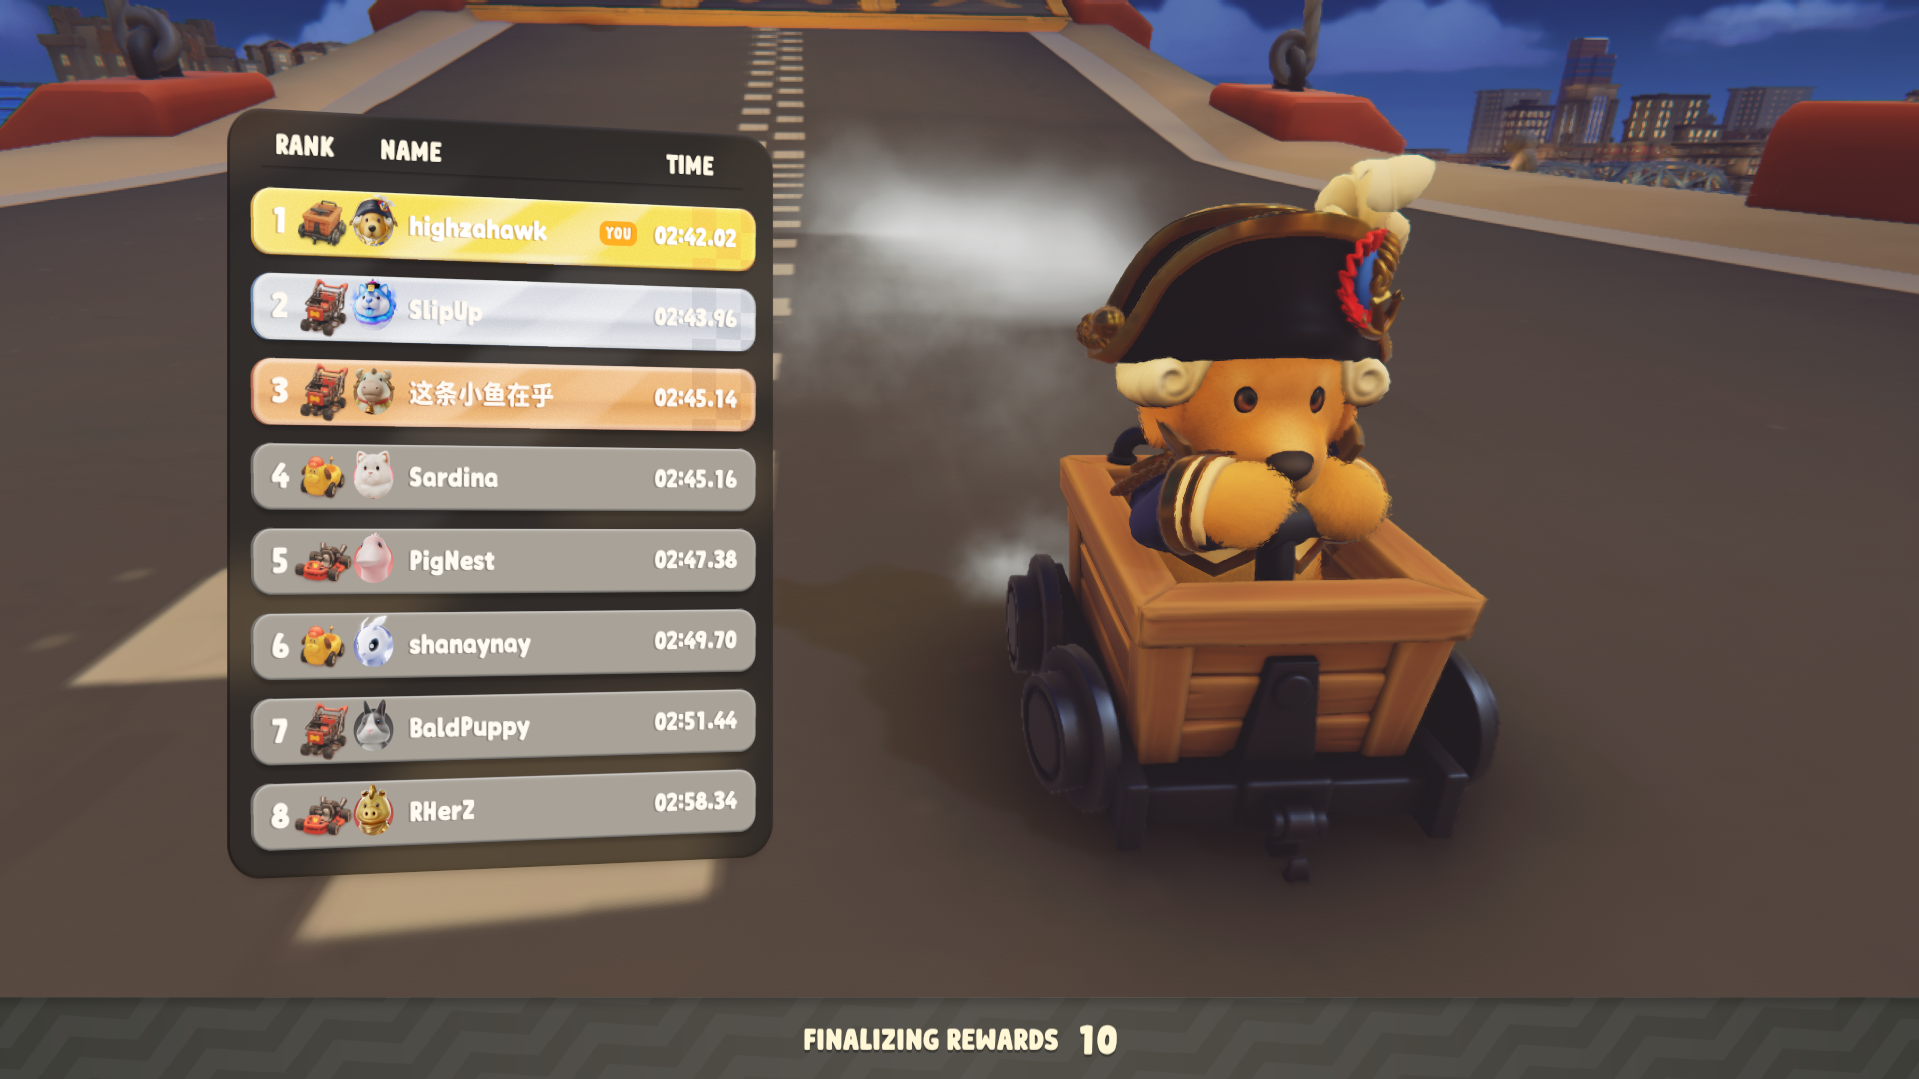 RANK NAME TIME
1 highzahawk YOU 02:42.02
2 SlipUp 02:43.96
3 这条小鱼在乎 02:45.14
4 Sardina 02:45.16
5 PigNest 02:47.38
6 shanaynay 02:49.70
7 BaldPuppy 02:51.44
8 RHerZ 02:58.34
FINALIZING REWARDS 10